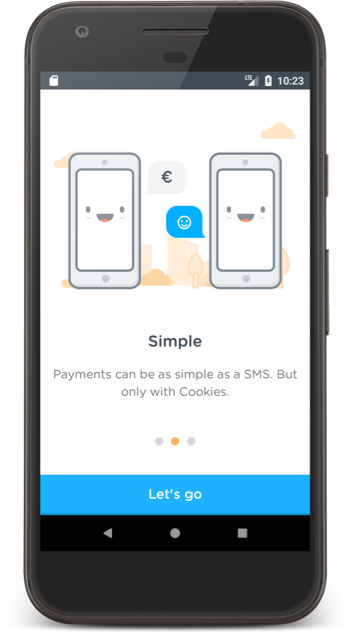 LTE 10:23
€
Simple
Payments can be as simple as a SMS. But
only with Cookies.
Let's go